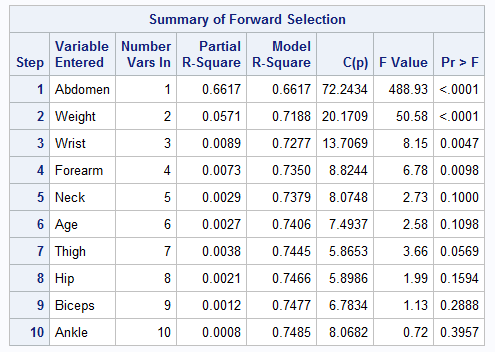 Summary of Forward Selection
Step Variable Entered Number Vars In Partial R-Square Model R-Square C(p) F Value Pr > F
1 Abdomen 1 0.6617 0.6617 72.2434 488.93 <.0001
2 Weight 2 0.0571 0.7188 20.1709 50.58 <.0001
3 Wrist 3 0.0089 0.7277 13.7069 8.15 0.0047
4 Forearm 4 0.0073 0.7350 8.8244 6.78 0.0098
5 Neck 5 0.0029 0.7379 8.0748 2.73 0.1000
6 Age 6 0.0027 0.7406 7.4937 2.58 0.1098
7 Thigh 7 0.0038 0.7445 5.8653 3.66 0.0569
8 Hip 8 0.0021 0.7466 5.8986 1.99 0.1594
9 Biceps 9 0.0012 0.7477 6.7834 1.13 0.2888
10 Ankle 10 0.0008 0.7485 8.0682 0.72 0.3957